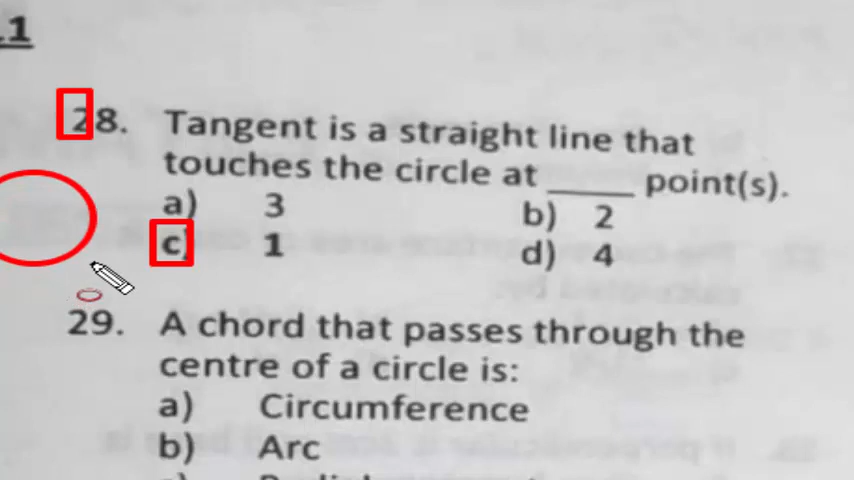 .1
28. Tangent is a straight line that
touches the circle at ____ point(s).
a) 3 b) 2
c) 1 d) 4
29. A chord that passes through the
centre of a circle is:
a) Circumference
b) Arc